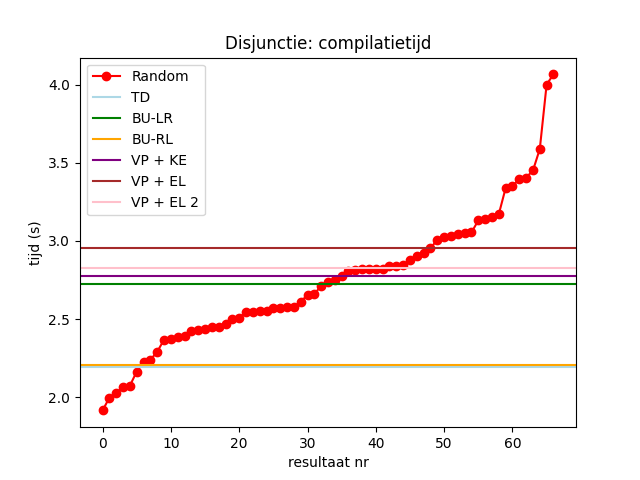 Disjunctie: compilatietijd
Random
TD
BU-LR
BU-RL
VP + KE
VP + EL
VP + EL 2
tijd (s)
4.0
3.5
3.0
2.5
2.0
0 10 20 30 40 50 60
resultaat nr